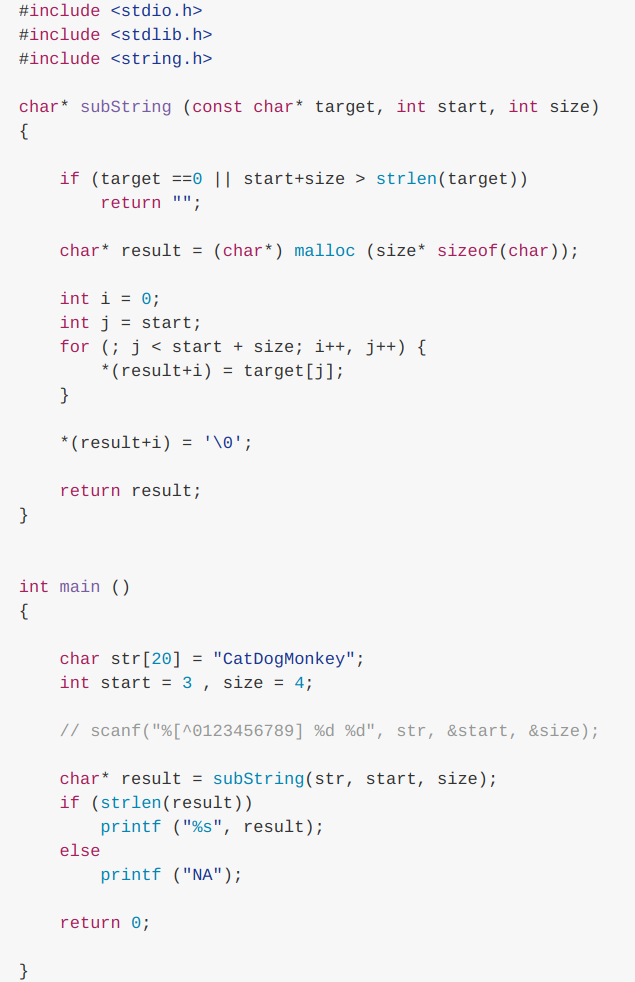 #include <stdio.h>
#include <stdlib.h>
#include <string.h>

char* subString (const char* target, int start, int size)
{

    if (target ==0 || start+size > strlen(target))
        return "";

    char* result = (char*) malloc (size* sizeof(char));

    int i = 0;
    int j = start;
    for (; j < start + size; i++, j++) {
        *(result+i) = target[j];
    }

    *(result+i) = '\0';

    return result;
}


int main ()
{

    char str[20] = "CatDogMonkey";
    int start = 3 , size = 4;

    // scanf("%[^0123456789] %d %d", str, &start, &size);

    char* result = subString(str, start, size);
    if (strlen(result))
        printf ("%s", result);
    else
        printf ("NA");

    return 0;

}